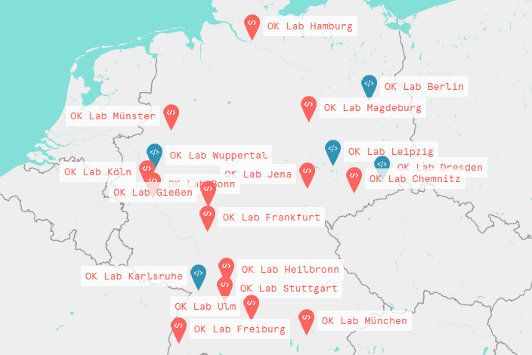 OK Lab Hamburg
OK Lab Berlin
OK Lab Magdeburg
OK Lab Münster
OK Lab Wuppertal
OK Lab Leipzig
OK Lab Dresden
OK Lab Köln
OK Lab Jena
OK Lab Chemnitz
Bonn
OK Lab Gießen
OK Lab Frankfurt
OK Lab Heilbronn
OK Lab Karlsruhe
OK Lab Stuttgart
OK Lab Ulm
OK Lab München
OK Lab Freiburg